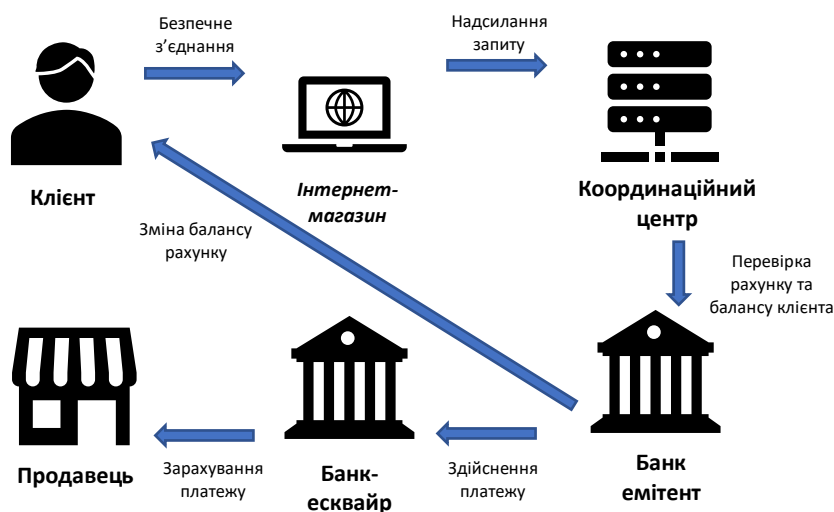 Безпечне
з’єднання
Надсилання
запиту
Клієнт
Інтернет-
магазин
Координаційний
центр
Зміна балансу
рахунку
Перевірка
рахунку та
балансу клієнта
Продавець
Зарахування
платежу
Банк-
есквайр
Здійснення
платежу
Банк
емітент